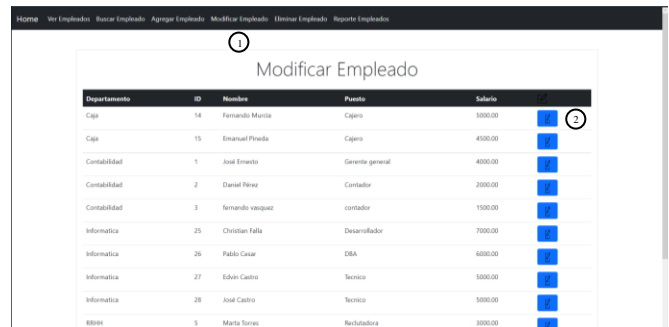 Home Ver Empleados Buscar Empleado Agregar Empleado Modificar Empleado Eliminar Empleado Reporte Empleados
1
Modificar Empleado
Departamento ID Nombre Puesto Salario
Caja 14 Fernando Murcia Cajero 5000.00
2
Caja 15 Emanuel Pineda Cajero 4500.00
Contabilidad 1 José Ernesto Gerente general 4000.00
Contabilidad 2 Daniel Pérez Contador 2000.00
Contabilidad 3 fernando vasquez contador 1500.00
Informatica 25 Christian Falla Desarrollador 7000.00
Informatica 26 Pablo Cesar DBA 6000.00
Informatica 27 Edvin Castro Tecnico 5000.00
Informatica 28 José Castro Tecnico 5000.00
RRHH 5 Marta Torres Reclutadora 3000.00